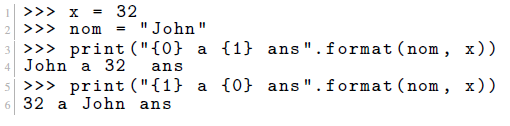 1 >>> x = 32
2 >>> nom = "John"
3 >>> print("{0} a {1} ans".format(nom, x))
4 John a 32  ans
5 >>> print("{1} a {0} ans".format(nom, x))
6 32 a John ans